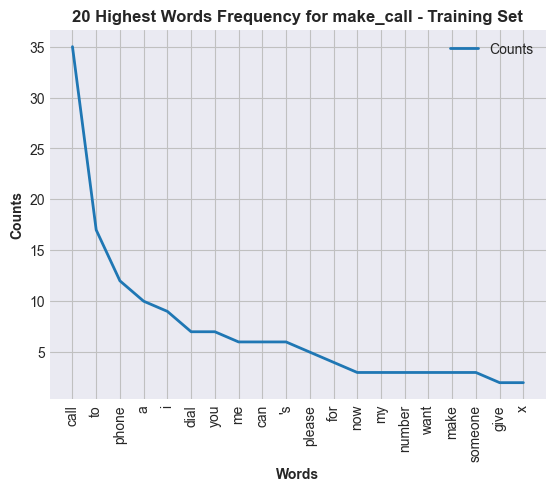 20 Highest Words Frequency for make_call - Training Set
Counts
35
30
25
20
15
10
5
Counts
call
to
phone
a
i
dial
you
me
can
's
please
for
now
my
number
want
make
someone
give
x
Words